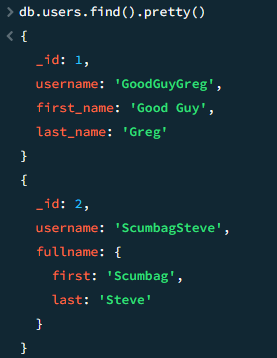 > db.users.find().pretty()
< {
_id: 1,
username: 'GoodGuyGreg',
first_name: 'Good Guy',
last_name: 'Greg'
}
{
_id: 2,
username: 'ScumbagSteve',
fullname: {
first: 'Scumbag',
last: 'Steve'
}
}